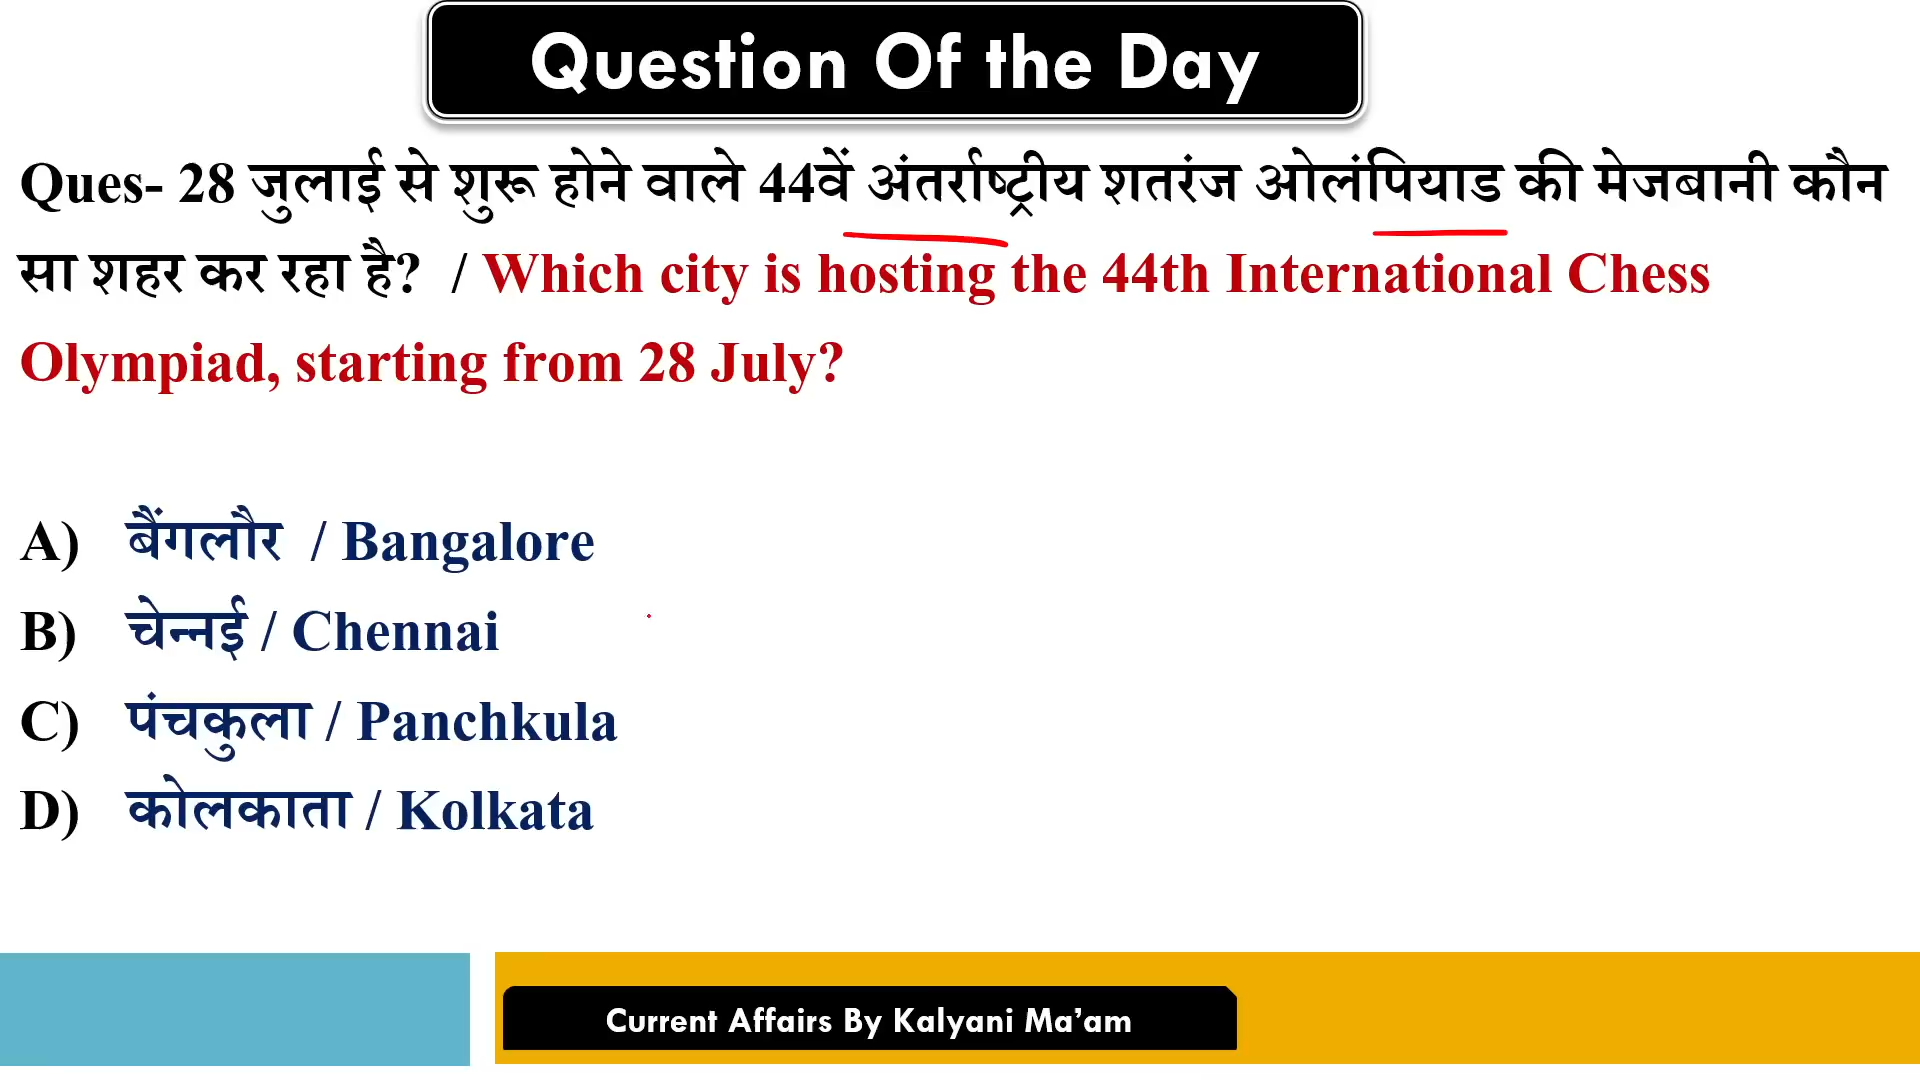 Question Of the Day
Ques- 28 जुलाई से शुरू होने वाले 44वें अंतर्राष्ट्रीय शतरंज ओलंपियाड की मेजबानी कौन
सा शहर कर रहा है? / Which city is hosting the 44th International Chess
Olympiad, starting from 28 July?
A) बैंगलौर / Bangalore
B) चेन्नई / Chennai
C) पंचकुला / Panchkula
D) कोलकाता / Kolkata
Current Affairs By Kalyani Ma’am